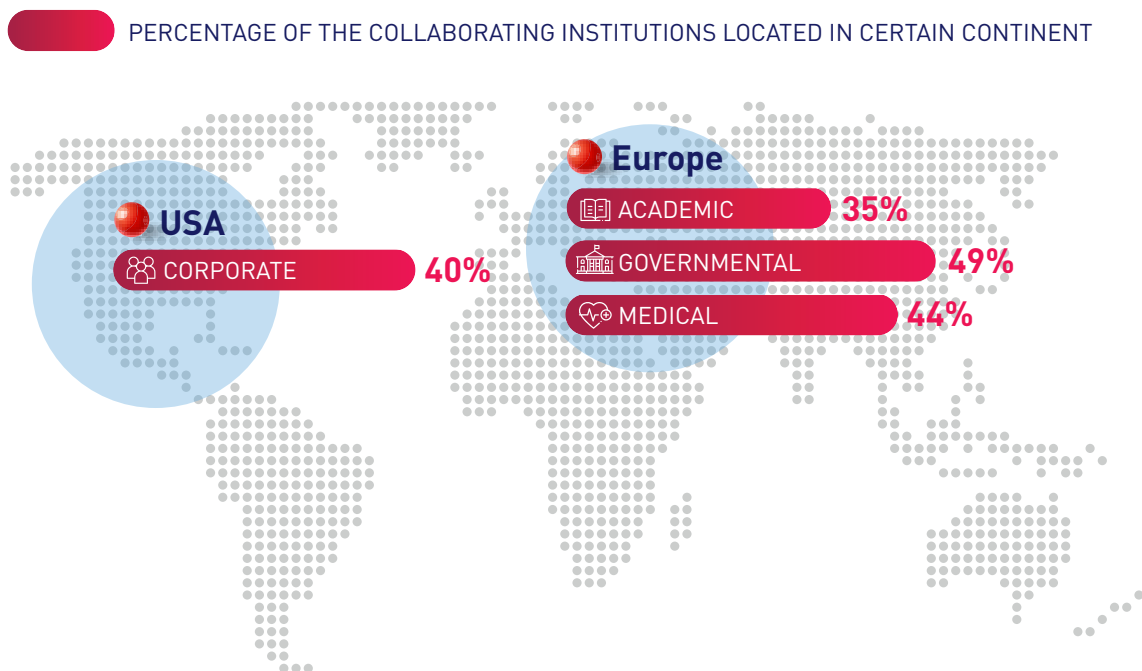 PERCENTAGE OF THE COLLABORATING INSTITUTIONS LOCATED IN CERTAIN CONTINENT
USA
CORPORATE 40%
Europe
ACADEMIC 35%
GOVERNMENTAL 49%
MEDICAL 44%